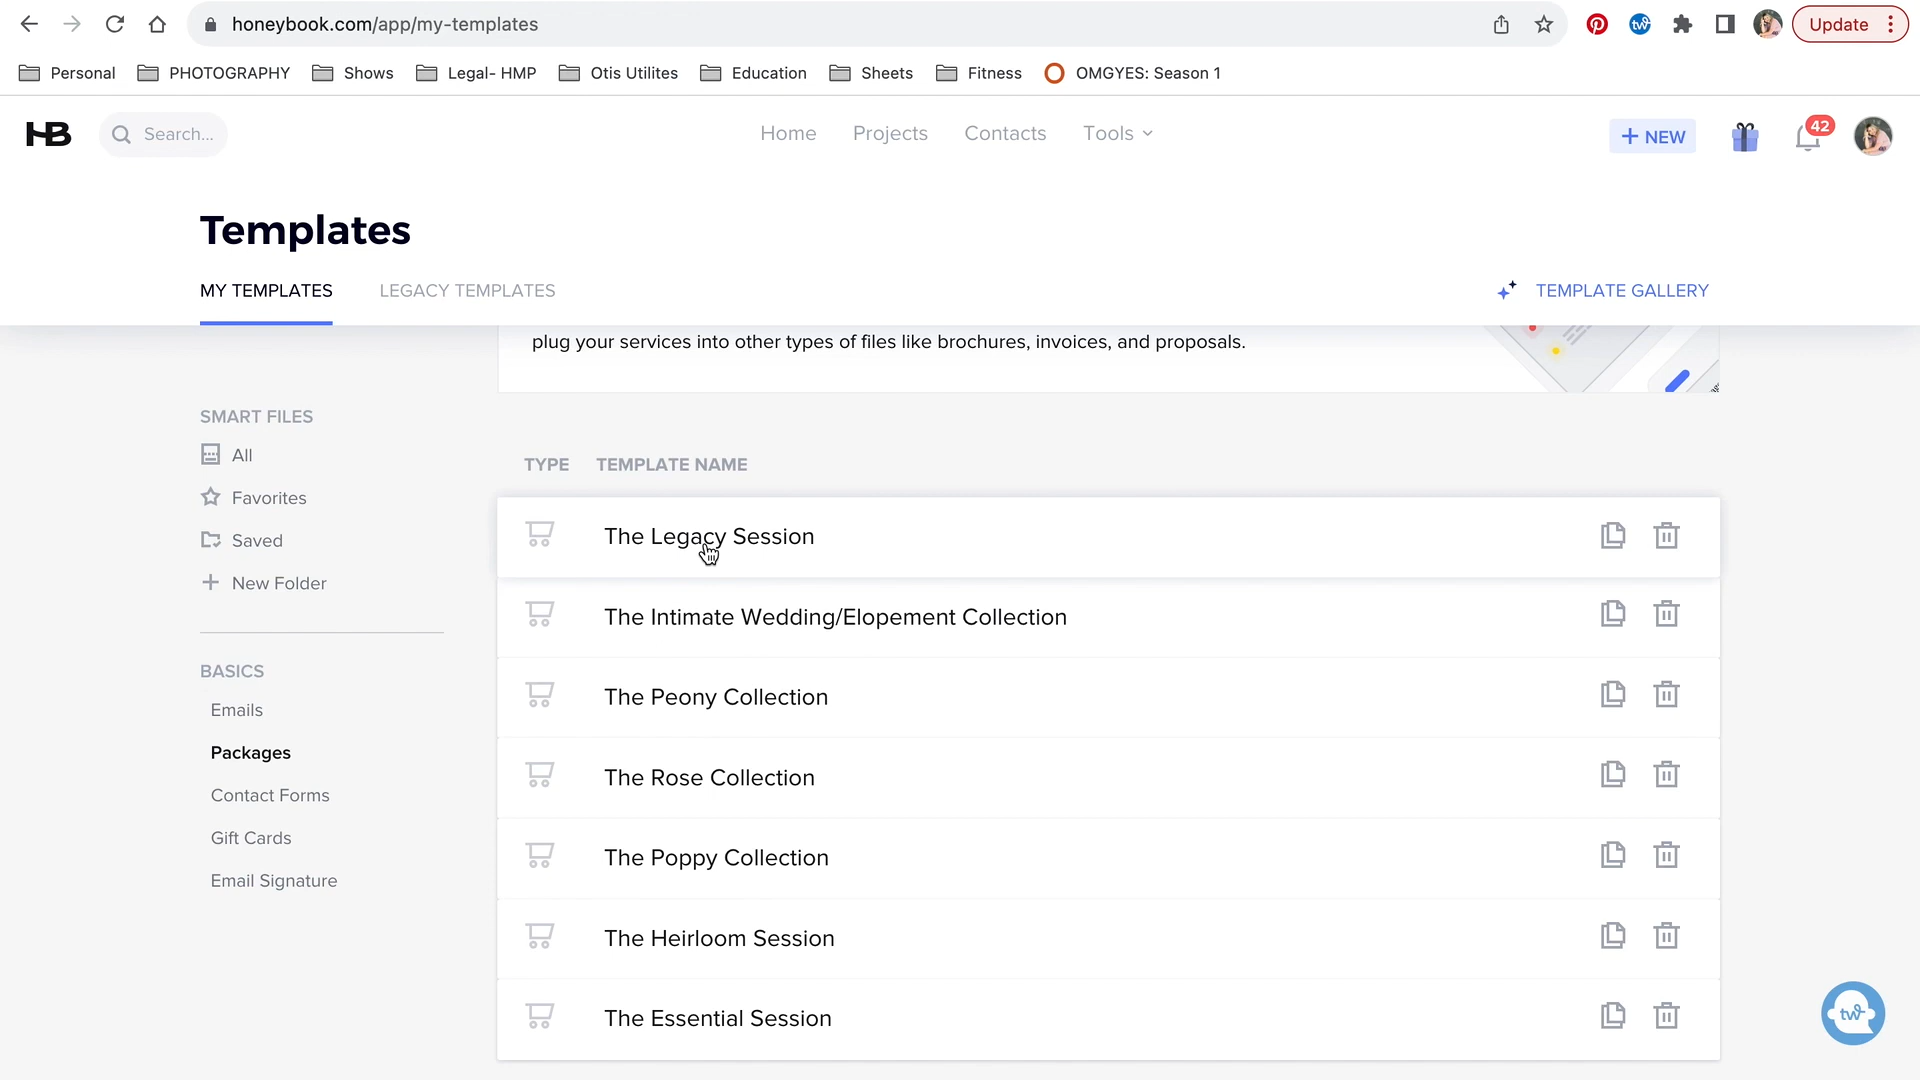 honeybook.com/app/my-templates
Update
Personal PHOTOGRAPHY Shows Legal- HMP Otis Utilites Education Sheets Fitness OMGYES: Season 1
HB Search... Home Projects Contacts Tools + NEW 42
Templates
MY TEMPLATES LEGACY TEMPLATES TEMPLATE GALLERY
plug your services into other types of files like brochures, invoices, and proposals.
SMART FILES
All
Favorites
Saved
New Folder
BASICS
Emails
Packages
Contact Forms
Gift Cards
Email Signature
TYPE TEMPLATE NAME
The Legacy Session
The Intimate Wedding/Elopement Collection
The Peony Collection
The Rose Collection
The Poppy Collection
The Heirloom Session
The Essential Session
tw